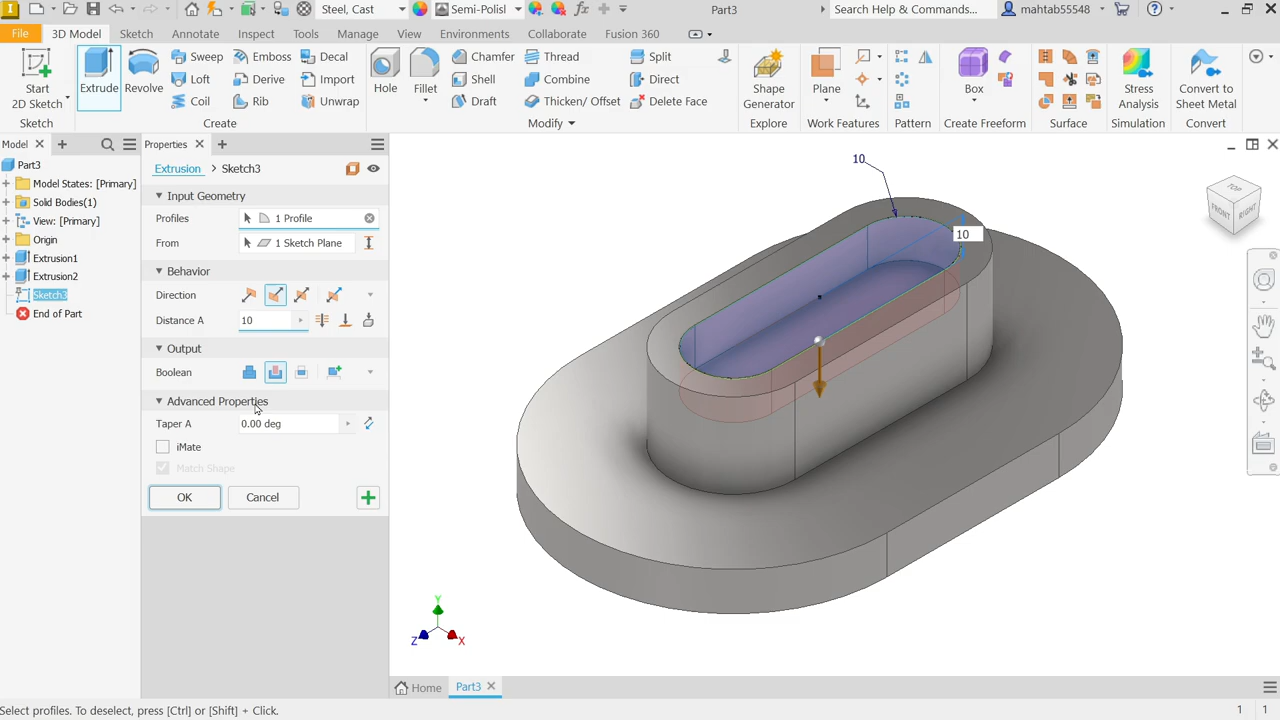 Steel, Cast
Semi-Polisl
Part3
Search Help & Commands...
mahtab55548
File
3D Model
Sketch
Annotate
Inspect
Tools
Manage
View
Environments
Collaborate
Fusion 360
Start
2D Sketch
Extrude
Revolve
Sweep
Loft
Coil
Emboss
Derive
Rib
Decal
Import
Unwrap
Hole
Fillet
Chamfer
Shell
Draft
Thread
Combine
Thicken/ Offset
Split
Direct
Delete Face
Shape
Generator
Plane
Box
Stress
Analysis
Convert to
Sheet Metal
Sketch
Create
Modify
Explore
Work Features
Pattern
Create Freeform
Surface
Simulation
Convert
Model
Part3
Model States: [Primary]
Solid Bodies(1)
View: [Primary]
Origin
Extrusion1
Extrusion2
Sketch3
End of Part
Properties
Extrusion > Sketch3
Input Geometry
Profiles
1 Profile
From
1 Sketch Plane
Behavior
Direction
Distance A
10
Output
Boolean
Advanced Properties
Taper A
0.00 deg
iMate
Match Shape
OK
Cancel
10
10
TOP
FRONT
RIGHT
Y
Z
X
Home
Part3
Select profiles. To deselect, press [Ctrl] or [Shift] + Click.
1
1